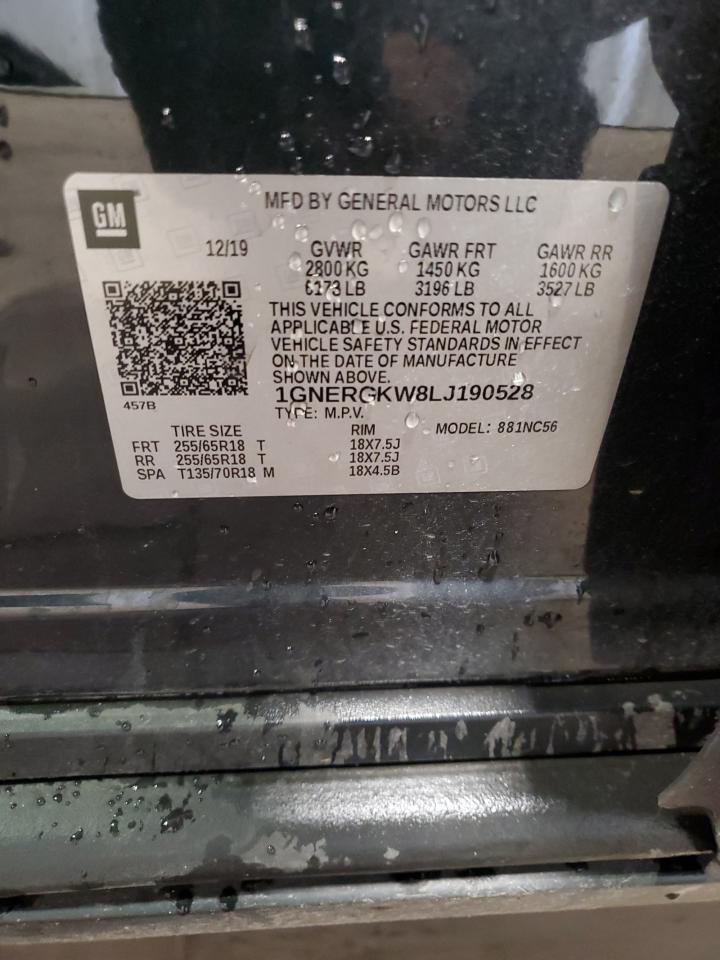 GM
MFD BY GENERAL MOTORS LLC
12/19 GVWR GAWR FRT GAWR RR
2800 KG 1450 KG 1600 KG
6173 LB 3196 LB 3527 LB
THIS VEHICLE CONFORMS TO ALL
APPLICABLE U.S. FEDERAL MOTOR
VEHICLE SAFETY STANDARDS IN EFFECT
ON THE DATE OF MANUFACTURE
SHOWN ABOVE.
1GNERGKW8LJ190528
457B
TYPE: M.P.V.
TIRE SIZE RIM MODEL: 881NC56
FRT 255/65R18 T 18X7.5J
RR 255/65R18 T 18X7.5J
SPA T135/70R18 M 18X4.5B